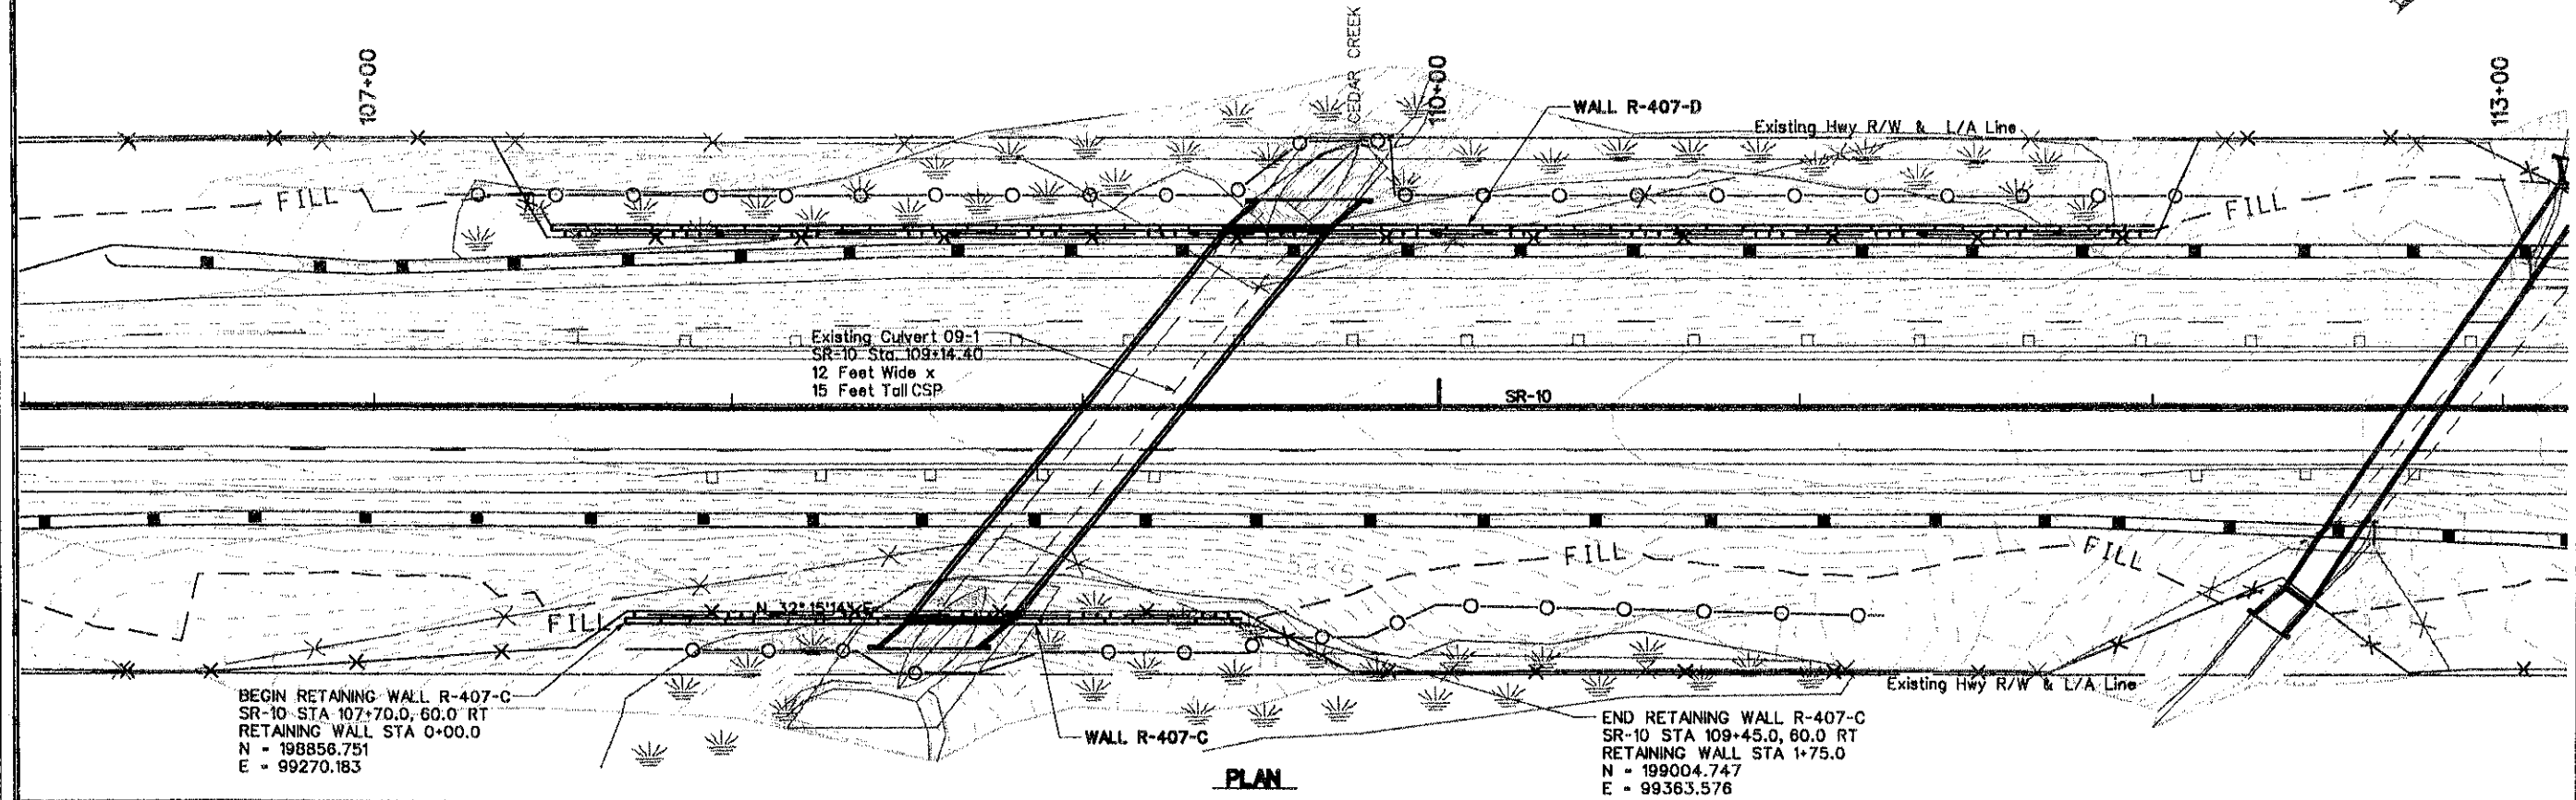 107+00
CEDAR CREEK
110+00
113+00
WALL R-407-D
Existing Hwy R/W & L/A Line
FILL
FILL
Existing Culvert 09-1
SR-10 Sta. 109+14.40
12 Feet Wide x
15 Feet Tall CSP
SR-10
FILL
FILL
N 32°15'14" E
FILL
BEGIN RETAINING WALL R-407-C
SR-10 STA 107+70.0, 60.0 RT
RETAINING WALL STA 0+00.0
N = 198856.751
E = 99270.183
WALL R-407-C
Existing Hwy R/W & L/A Line
END RETAINING WALL R-407-C
SR-10 STA 109+45.0, 60.0 RT
RETAINING WALL STA 1+75.0
N = 199004.747
E = 99363.576
PLAN